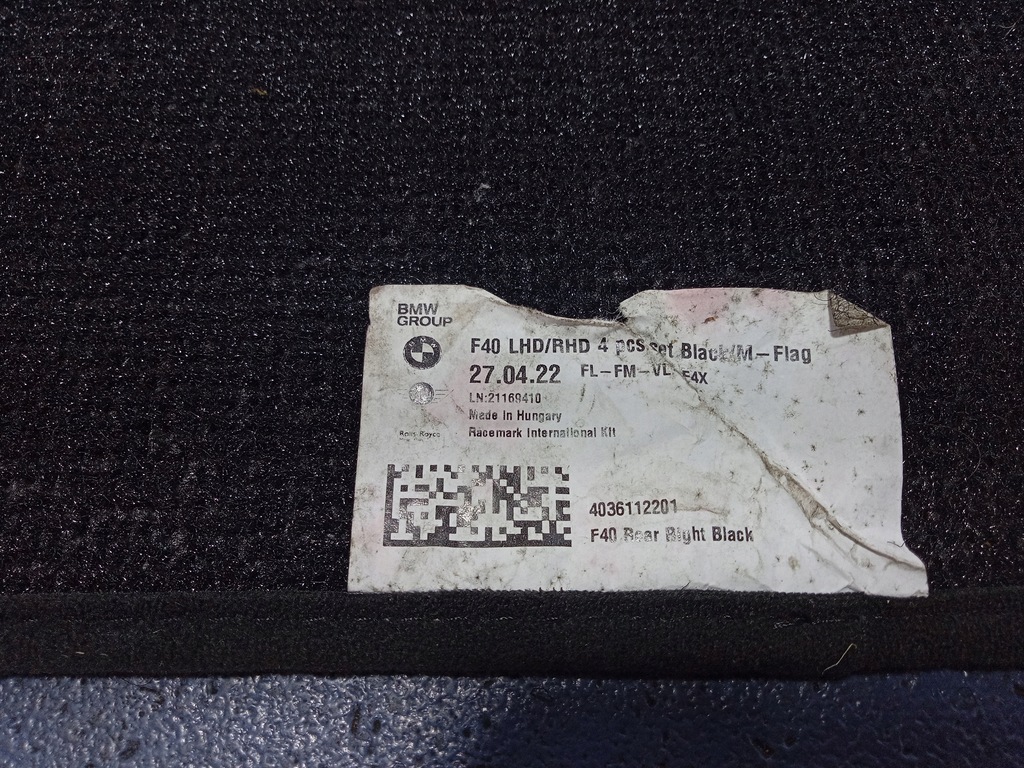 BMW
GROUP
F40 LHD/RHD 4 pcs set Black/M-Flag
27.04.22 FL-FM-VL F4X
LN:21169410
Made in Hungary
Rolls-Royce
Racemark International Kit
4036112201
F40 Rear Right Black